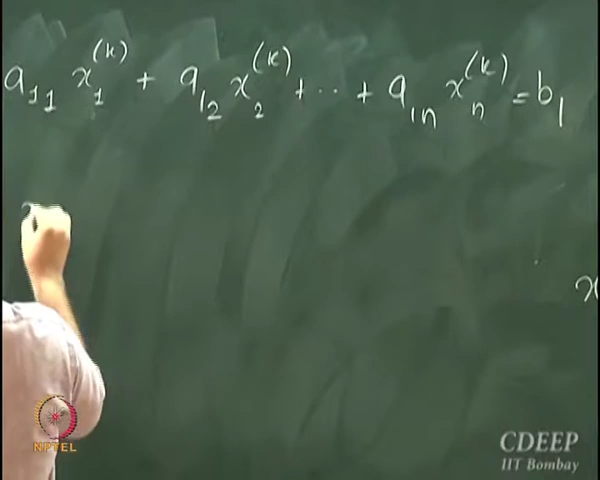 a₁₁ x₁⁽ᵏ⁾ + a₁₂ x₂⁽ᵏ⁾ + ·· + a₁ₙ xₙ⁽ᵏ⁾ = b₁
x
NPTEL
CDEEP
IIT Bombay